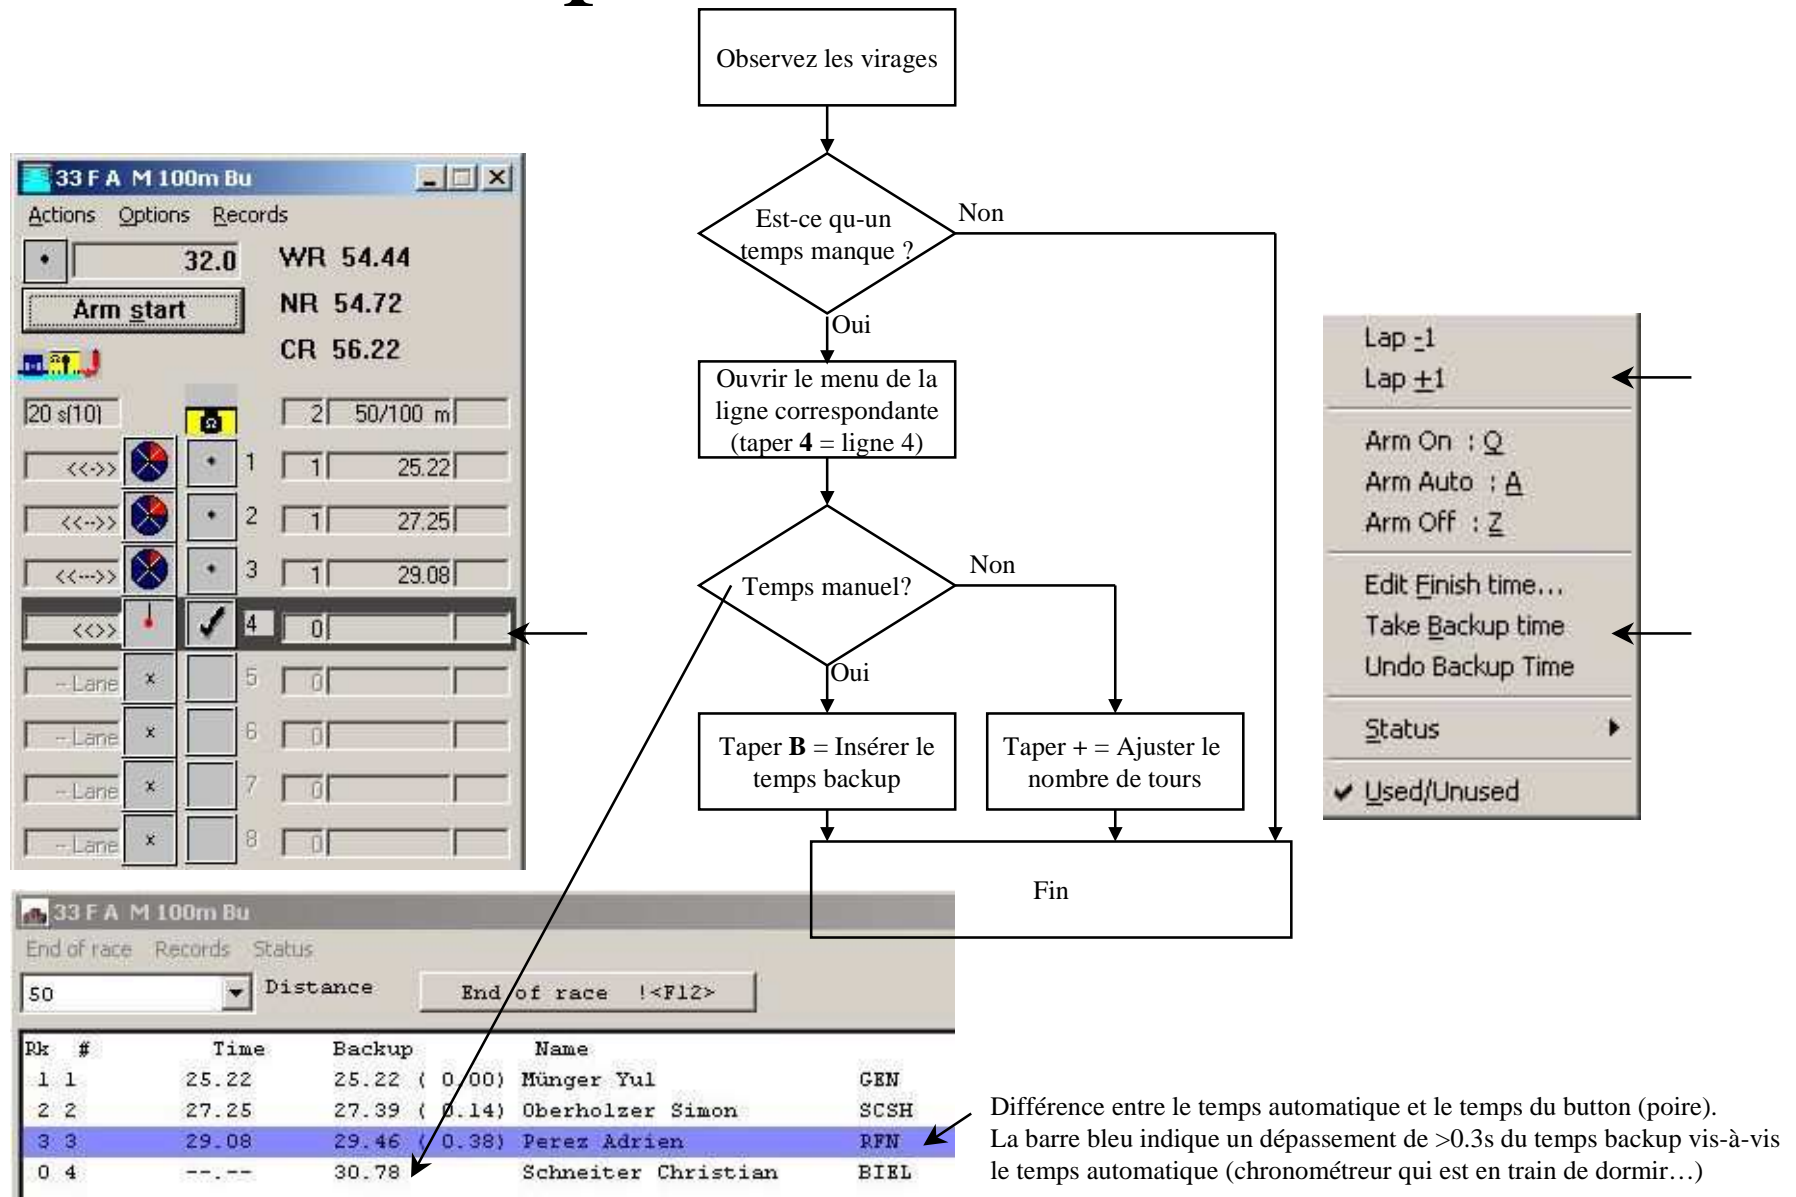 Observez les virages
Est-ce qu-un
temps manque ?
Non
Oui
Ouvrir le menu de la
ligne correspondante
(taper 4 = ligne 4)
Temps manuel?
Non
Oui
Taper B = Insérer le
temps backup
Taper + = Ajuster le
nombre de tours
Fin
33 F A M 100m Bu
Actions Options Records
32.0 WR 54.44
Arm start NR 54.72
CR 56.22
20 s(10) 2 50/100 m
<<->> 1 1 25.22
<<-->> 2 1 27.25
<<--->> 3 1 29.08
<<>> 4 0
-- Lane x 5 0
-- Lane x 6 0
-- Lane x 7 0
-- Lane x 8 0
Lap -1
Lap +1
Arm On : Q
Arm Auto : A
Arm Off : Z
Edit Finish time...
Take Backup time
Undo Backup Time
Status
Used/Unused
33 F A M 100m Bu
End of race Records Status
50 Distance End of race !<F12>
Rk # Time Backup Name
1 1 25.22 25.22 ( 0.00) Münger Yul GEN
2 2 27.25 27.39 ( 0.14) Oberholzer Simon SCSH
3 3 29.08 29.46 ( 0.38) Perez Adrien RFN
0 4 --.-- 30.78 Schneiter Christian BIEL
Différence entre le temps automatique et le temps du button (poire).
La barre bleu indique un dépassement de >0.3s du temps backup vis-à-vis
le temps automatique (chronométreur qui est en train de dormir…)